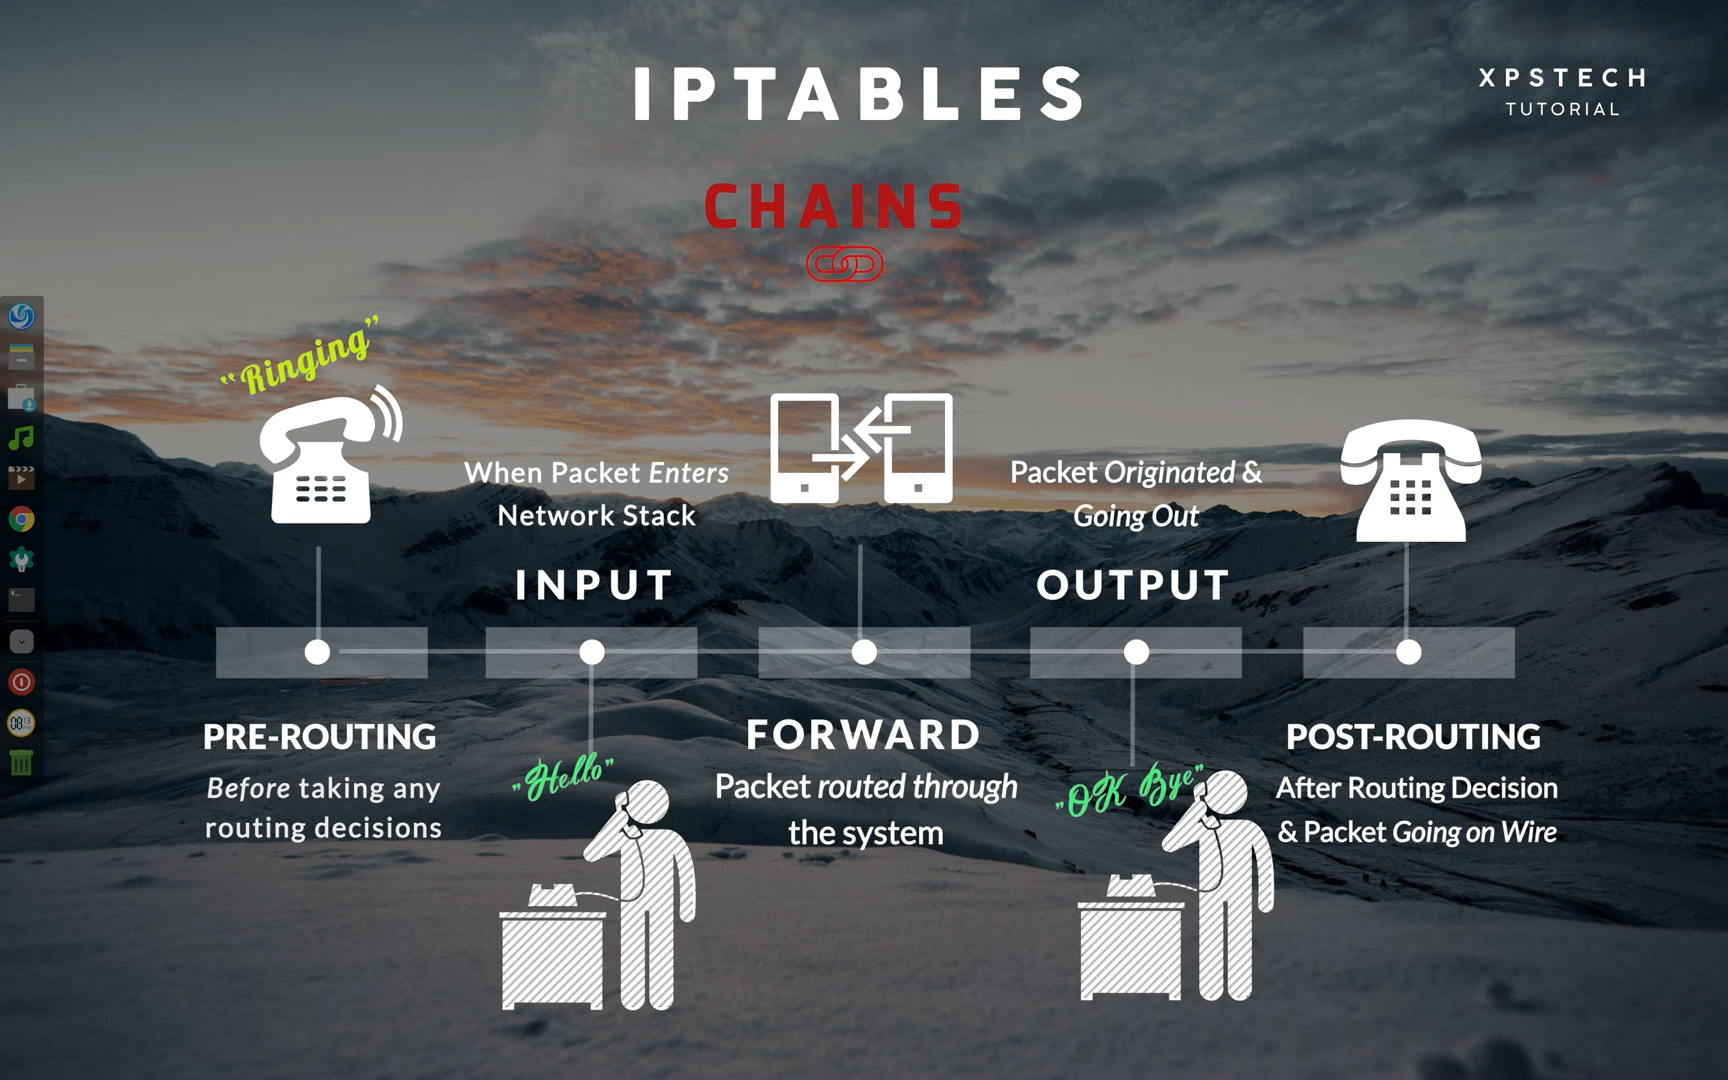 IPTABLES
XPSTECH
TUTORIAL
CHAINS
"Ringing"
When Packet Enters
Network Stack
INPUT
Packet Originated &
Going Out
OUTPUT
PRE-ROUTING
Before taking any
routing decisions
"Hello"
FORWARD
Packet routed through
the system
"OK Bye"
POST-ROUTING
After Routing Decision
& Packet Going on Wire